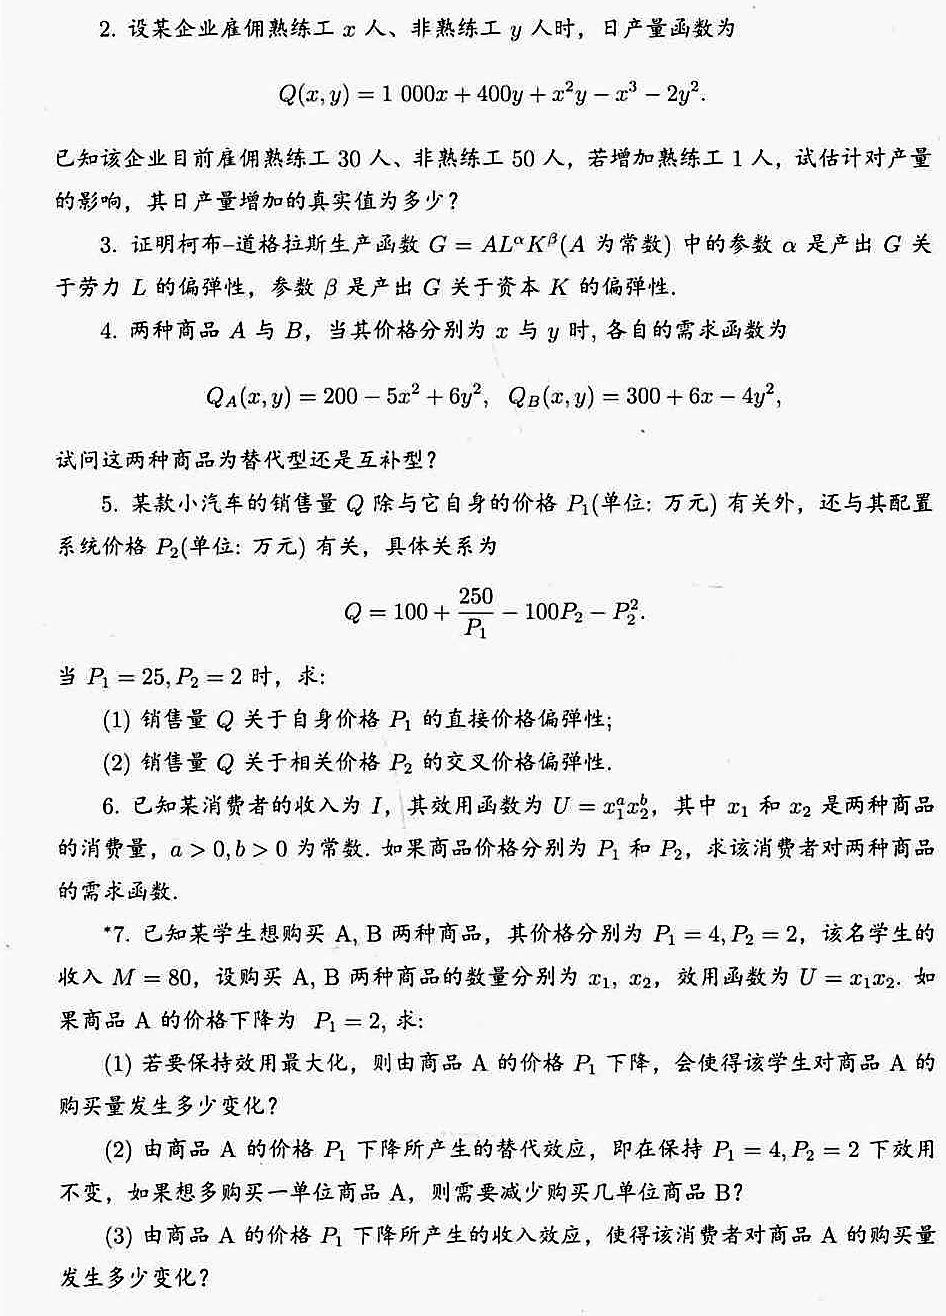 2. 设某企业雇佣熟练工 x 人、非熟练工 y 人时，日产量函数为
Q(x, y) = 1 000x + 400y + x²y − x³ − 2y².
已知该企业目前雇佣熟练工 30 人、非熟练工 50 人，若增加熟练工 1 人，试估计对产量
的影响，其日产量增加的真实值为多少?
3. 证明柯布–道格拉斯生产函数 G = AL^αK^β(A 为常数) 中的参数 α 是产出 G 关
于劳力 L 的偏弹性，参数 β 是产出 G 关于资本 K 的偏弹性.
4. 两种商品 A 与 B，当其价格分别为 x 与 y 时, 各自的需求函数为
Q_A(x, y) = 200 − 5x² + 6y², Q_B(x, y) = 300 + 6x − 4y²,
试问这两种商品为替代型还是互补型?
5. 某款小汽车的销售量 Q 除与它自身的价格 P₁(单位: 万元) 有关外，还与其配置
系统价格 P₂(单位: 万元) 有关，具体关系为
Q = 100 + 250/P₁ − 100P₂ − P₂².
当 P₁ = 25, P₂ = 2 时，求:
(1) 销售量 Q 关于自身价格 P₁ 的直接价格偏弹性;
(2) 销售量 Q 关于相关价格 P₂ 的交叉价格偏弹性.
6. 已知某消费者的收入为 I，其效用函数为 U = x₁^a x₂^b，其中 x₁ 和 x₂ 是两种商品
的消费量，a > 0, b > 0 为常数. 如果商品价格分别为 P₁ 和 P₂，求该消费者对两种商品
的需求函数.
*7. 已知某学生想购买 A, B 两种商品，其价格分别为 P₁ = 4, P₂ = 2，该名学生的
收入 M = 80，设购买 A, B 两种商品的数量分别为 x₁, x₂，效用函数为 U = x₁x₂. 如
果商品 A 的价格下降为 P₁ = 2, 求:
(1) 若要保持效用最大化，则由商品 A 的价格 P₁ 下降，会使得该学生对商品 A 的
购买量发生多少变化?
(2) 由商品 A 的价格 P₁ 下降所产生的替代效应，即在保持 P₁ = 4, P₂ = 2 下效用
不变，如果想多购买一单位商品 A，则需要减少购买几单位商品 B?
(3) 由商品 A 的价格 P₁ 下降所产生的收入效应，使得该消费者对商品 A 的购买量
发生多少变化?